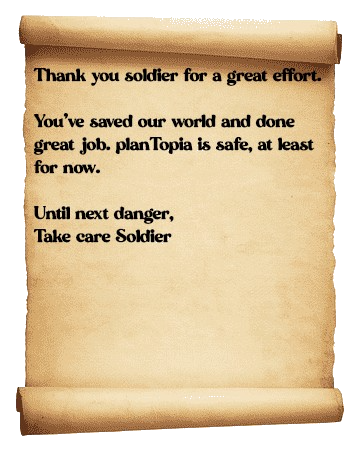 Thank you soldier for a great effort.
You've saved our world and done
great job. planTopia is safe, at least
for now.
Until next danger,
Take care Soldier